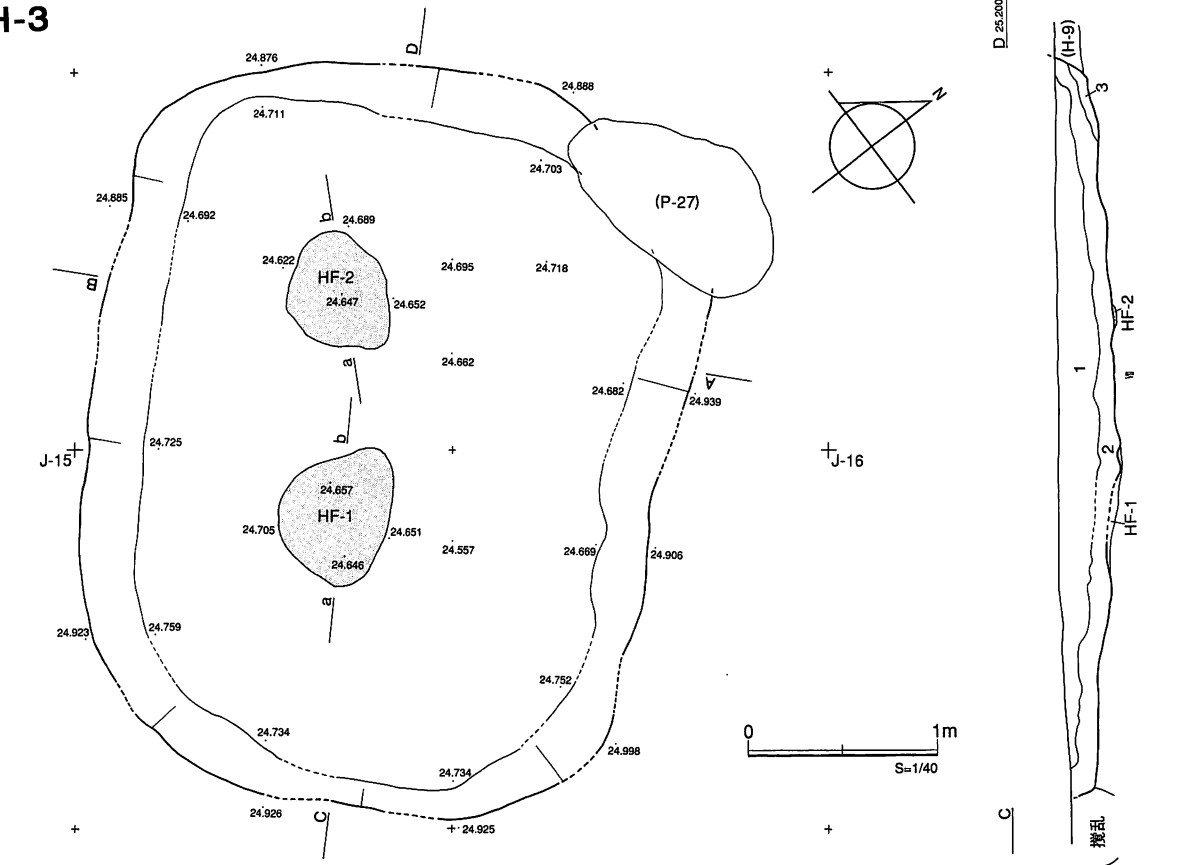 H-3
D
24.876
24.888
24.711
24.703
(P-27)
N
24.885
24.692
b
24.689
24.622
HF-2
24.695
24.718
24.647
24.652
B
a
24.662
24.682
A
24.939
b
24.725
J-15
J-16
24.657
24.705
HF-1
24.651
24.557
24.669
24.906
24.646
a
24.923
24.759
24.752
24.734
24.734
24.998
0
1m
S=1/40
24.926
C
24.925
D 25.200
(H-9)
3
HF-2
1
Ⅶ
2
HF-1
C
撹乱